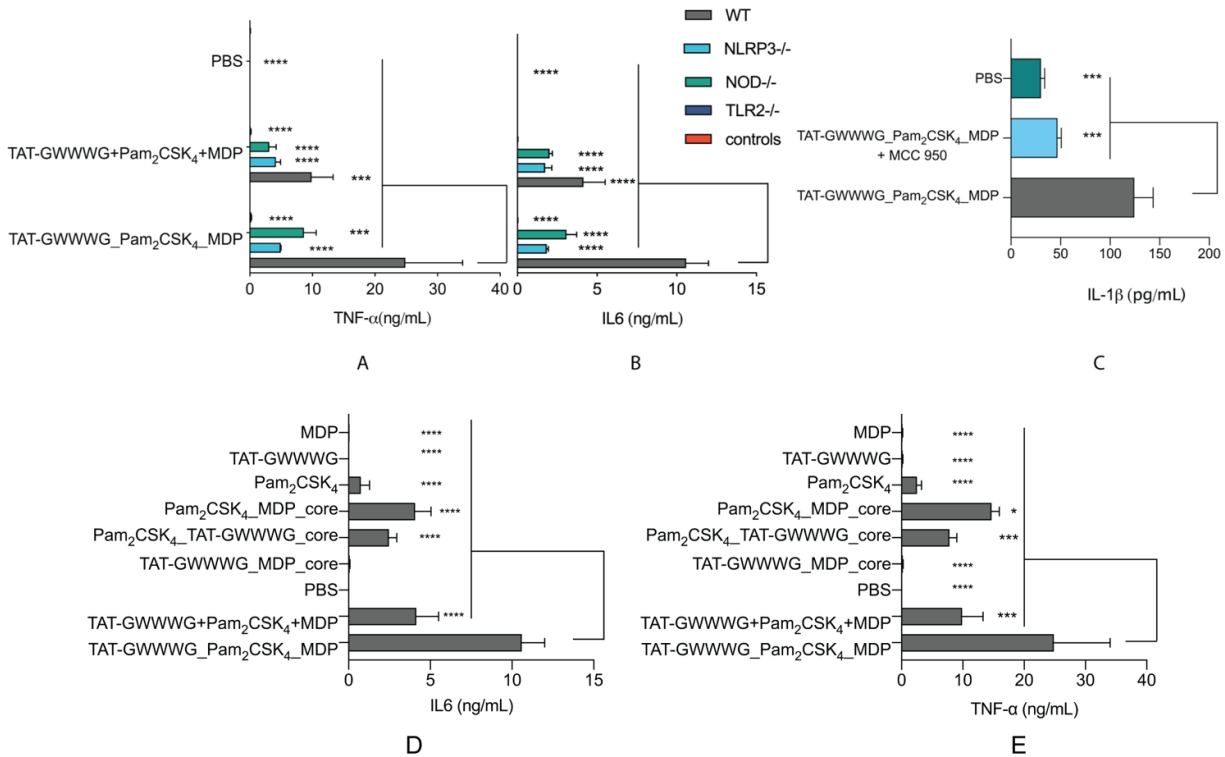 WT
NLRP3-/-
NOD-/-
TLR2-/-
controls
PBS
****
****
TAT-GWWWG+Pam₂CSK₄+MDP
****
****
***
****
TAT-GWWWG_Pam₂CSK₄_MDP
***
****
0 10 20 30 40
TNF-α(ng/mL)
A
****
****
****
****
****
****
****
0 5 10 15
IL6 (ng/mL)
B
PBS
***
TAT-GWWWG_Pam₂CSK₄_MDP
+ MCC 950
***
TAT-GWWWG_Pam₂CSK₄_MDP
0 50 100 150 200
IL-1β (pg/mL)
C
MDP
****
TAT-GWWWG
****
Pam₂CSK₄
****
Pam₂CSK₄_MDP_core
****
Pam₂CSK₄_TAT-GWWWG_core
****
TAT-GWWWG_MDP_core
PBS
TAT-GWWWG+Pam₂CSK₄+MDP
****
TAT-GWWWG_Pam₂CSK₄_MDP
0 5 10 15
IL6 (ng/mL)
D
MDP
****
TAT-GWWWG
****
Pam₂CSK₄
****
Pam₂CSK₄_MDP_core
*
Pam₂CSK₄_TAT-GWWWG_core
***
TAT-GWWWG_MDP_core
****
PBS
****
TAT-GWWWG+Pam₂CSK₄+MDP
***
TAT-GWWWG_Pam₂CSK₄_MDP
0 10 20 30 40
TNF-α (ng/mL)
E